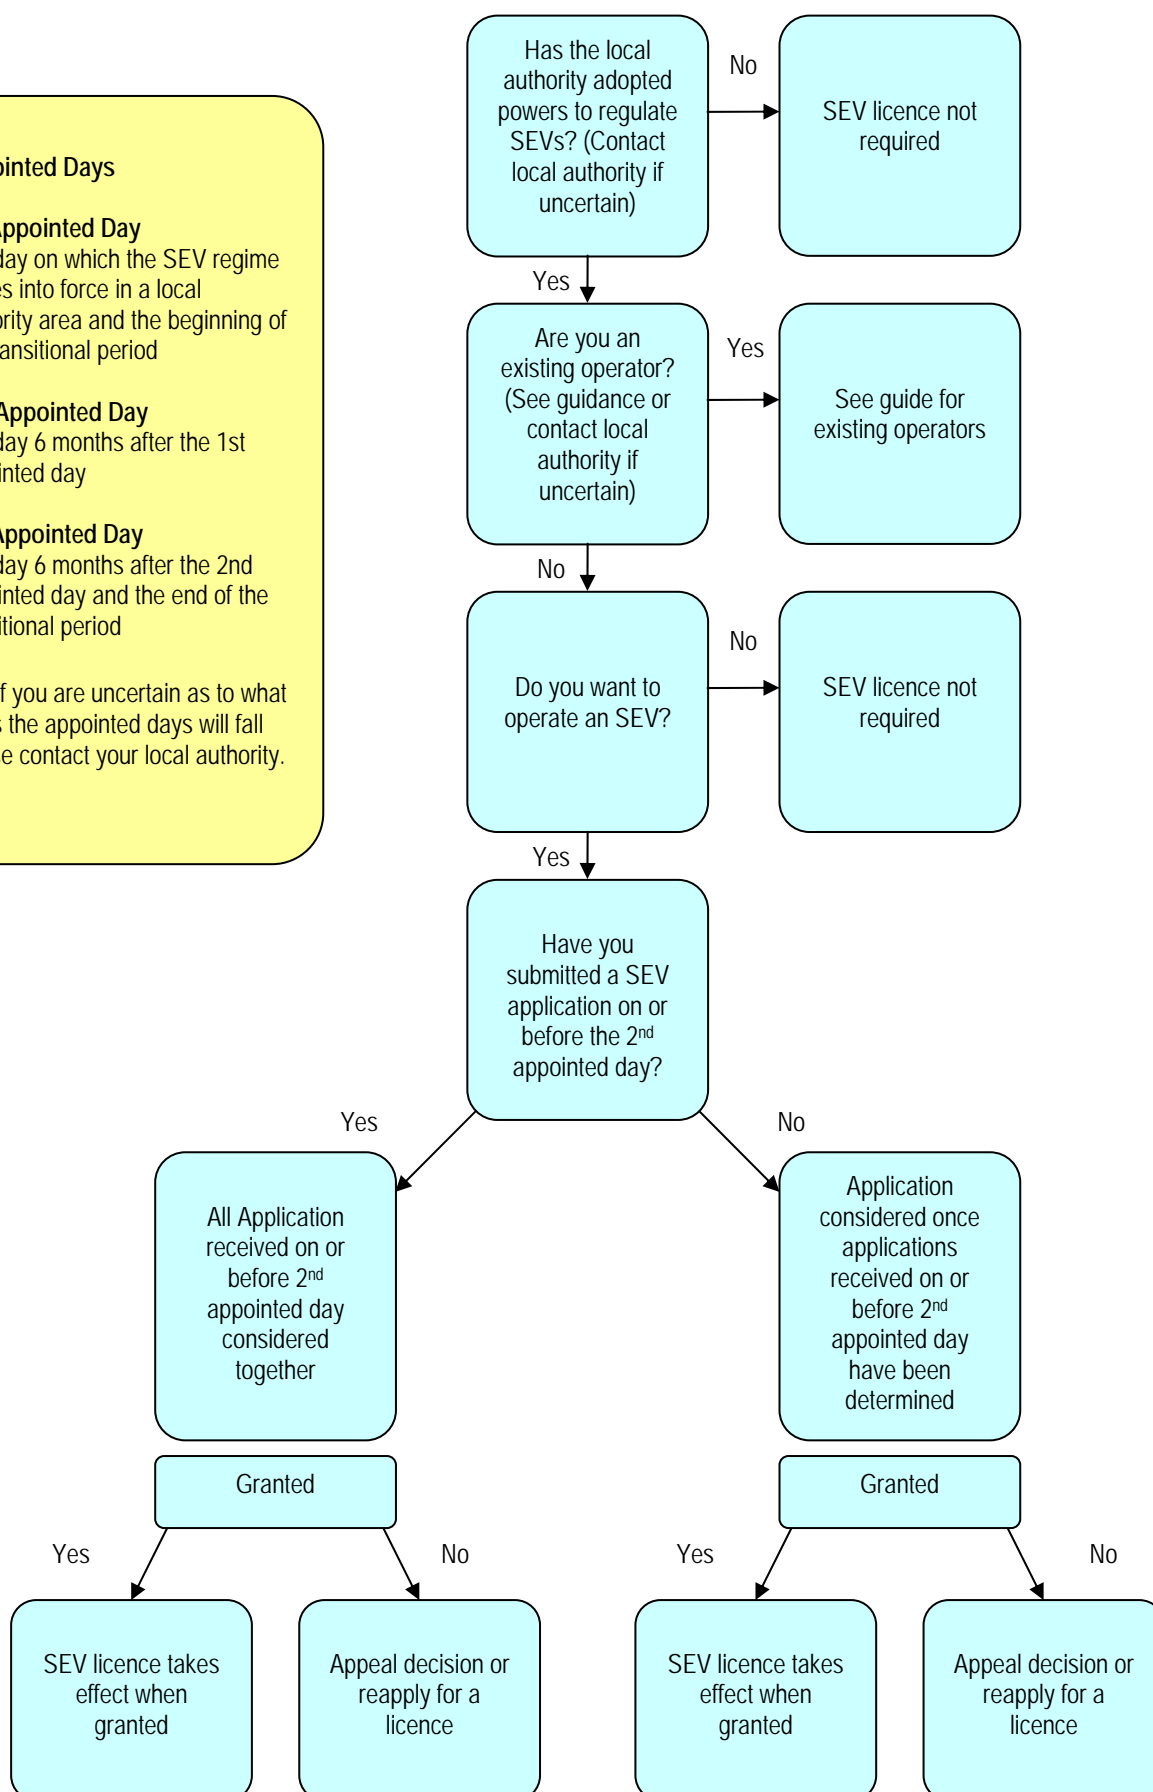 ointed Days
Appointed Day
day on which the SEV regime
es into force in a local
ority area and the beginning of
ransitional period
Appointed Day
day 6 months after the 1st
inted day
Appointed Day
day 6 months after the 2nd
inted day and the end of the
itional period
f you are uncertain as to what
s the appointed days will fall
se contact your local authority.
Has the local
authority adopted
powers to regulate
SEVs? (Contact
local authority if
uncertain)
No
SEV licence not
required
Yes
Are you an
existing operator?
(See guidance or
contact local
authority if
uncertain)
Yes
See guide for
existing operators
No
Do you want to
operate an SEV?
No
SEV licence not
required
Yes
Have you
submitted a SEV
application on or
before the 2nd
appointed day?
Yes
No
All Application
received on or
before 2nd
appointed day
considered
together
Application
considered once
applications
received on or
before 2nd
appointed day
have been
determined
Granted
Granted
Yes
No
Yes
No
SEV licence takes
effect when
granted
Appeal decision or
reapply for a
licence
SEV licence takes
effect when
granted
Appeal decision or
reapply for a
licence